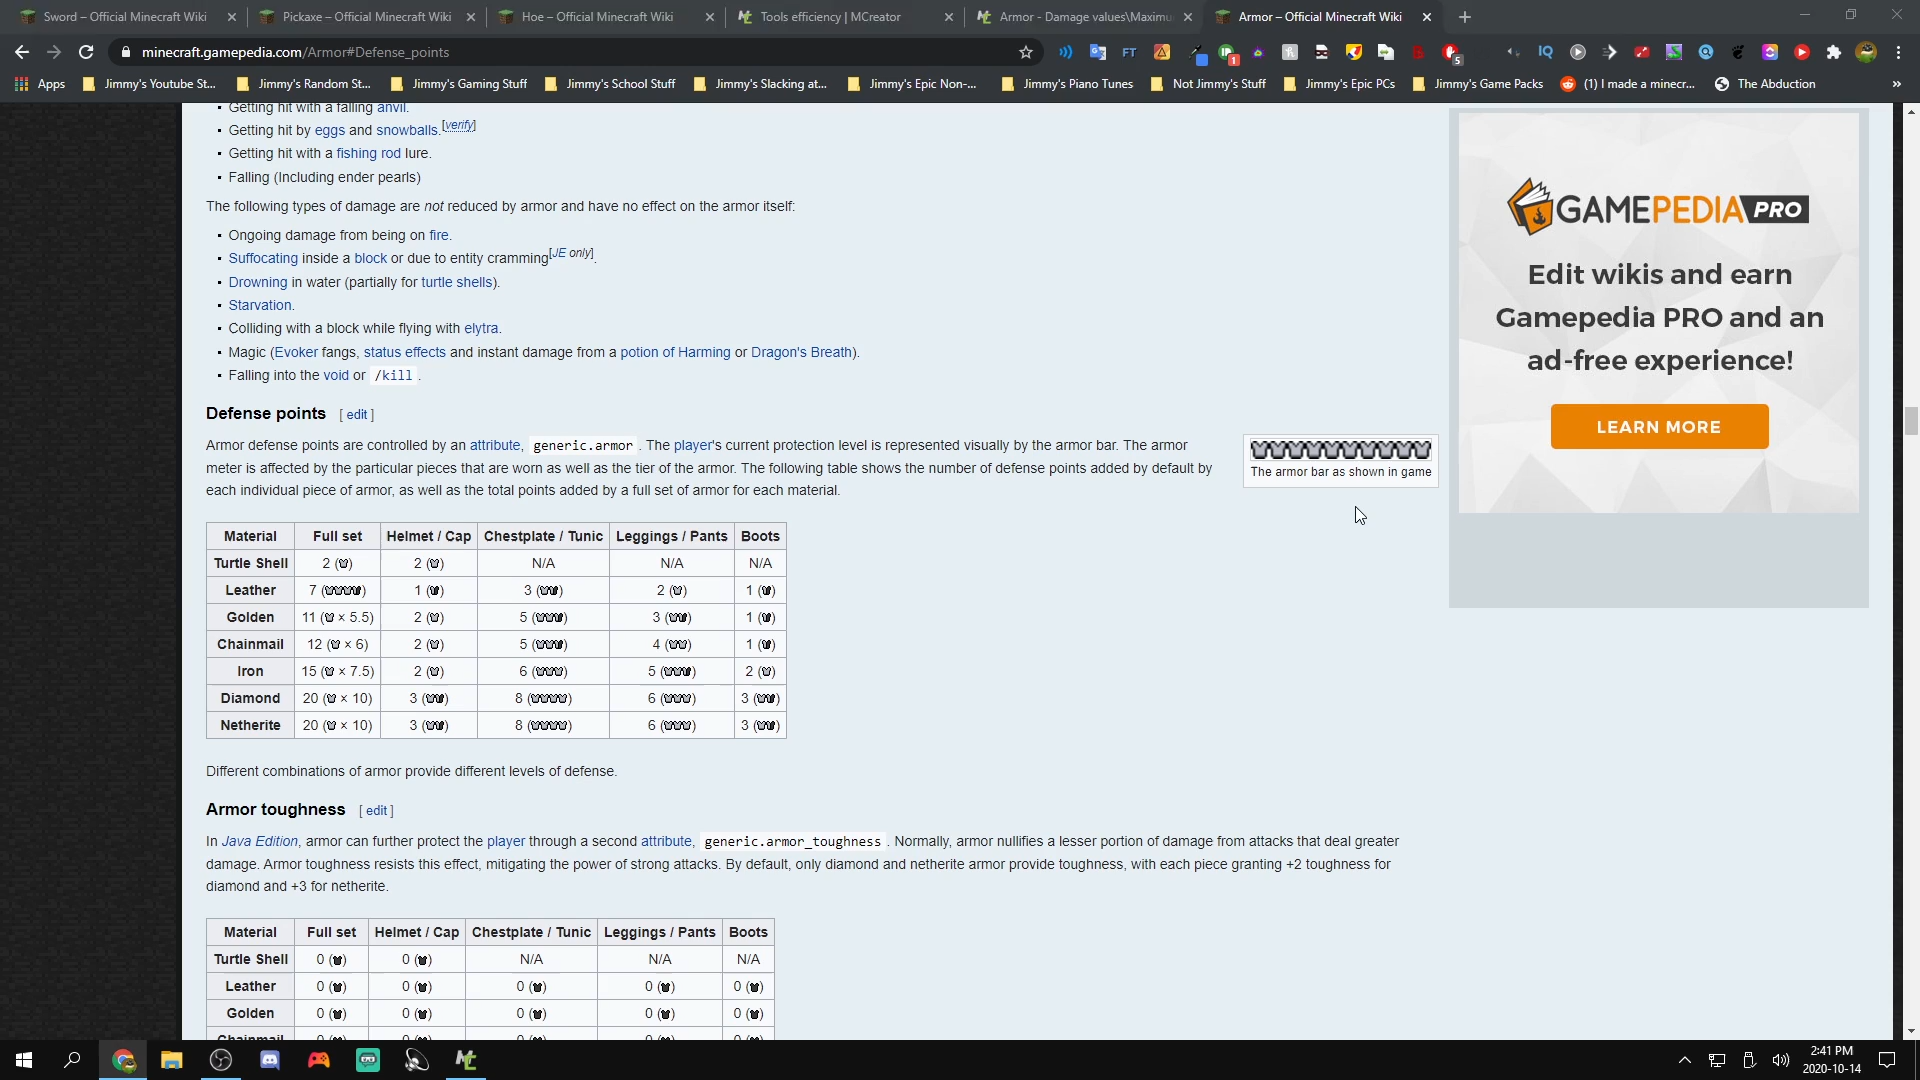 Sword – Official Minecraft Wiki
Pickaxe – Official Minecraft Wiki
Hoe – Official Minecraft Wiki
Tools efficiency | MCreator
Armor - Damage values\Maximu
Armor – Official Minecraft Wiki
minecraft.gamepedia.com/Armor#Defense_points
Apps
Jimmy's Youtube St...
Jimmy's Random St...
Jimmy's Gaming Stuff
Jimmy's School Stuff
Jimmy's Slacking at...
Jimmy's Epic Non-...
Jimmy's Piano Tunes
Not Jimmy's Stuff
Jimmy's Epic PCs
Jimmy's Game Packs
(1) I made a minecr...
The Abduction
Getting hit with a falling anvil.
Getting hit by eggs and snowballs.[verify]
Getting hit with a fishing rod lure.
Falling (Including ender pearls)
The following types of damage are not reduced by armor and have no effect on the armor itself:
Ongoing damage from being on fire.
Suffocating inside a block or due to entity cramming[JE only].
Drowning in water (partially for turtle shells).
Starvation.
Colliding with a block while flying with elytra.
Magic (Evoker fangs, status effects and instant damage from a potion of Harming or Dragon's Breath).
Falling into the void or /kill.
Defense points [ edit ]
Armor defense points are controlled by an attribute, generic.armor. The player's current protection level is represented visually by the armor bar. The armor
meter is affected by the particular pieces that are worn as well as the tier of the armor. The following table shows the number of defense points added by default by
each individual piece of armor, as well as the total points added by a full set of armor for each material.
The armor bar as shown in game
Material Full set Helmet / Cap Chestplate / Tunic Leggings / Pants Boots
Turtle Shell 2 () 2 () N/A N/A N/A
Leather 7 () 1 () 3 () 2 () 1 ()
Golden 11 ( × 5.5) 2 () 5 () 3 () 1 ()
Chainmail 12 ( × 6) 2 () 5 () 4 () 1 ()
Iron 15 ( × 7.5) 2 () 6 () 5 () 2 ()
Diamond 20 ( × 10) 3 () 8 () 6 () 3 ()
Netherite 20 ( × 10) 3 () 8 () 6 () 3 ()
Different combinations of armor provide different levels of defense.
Armor toughness [ edit ]
In Java Edition, armor can further protect the player through a second attribute, generic.armor_toughness. Normally, armor nullifies a lesser portion of damage from attacks that deal greater
damage. Armor toughness resists this effect, mitigating the power of strong attacks. By default, only diamond and netherite armor provide toughness, with each piece granting +2 toughness for
diamond and +3 for netherite.
Material Full set Helmet / Cap Chestplate / Tunic Leggings / Pants Boots
Turtle Shell 0 () 0 () N/A N/A N/A
Leather 0 () 0 () 0 () 0 () 0 ()
Golden 0 () 0 () 0 () 0 () 0 ()
Chainmail 0 () 0 () 0 () 0 () 0 ()
GAMEPEDIA PRO
Edit wikis and earn
Gamepedia PRO and an
ad-free experience!
LEARN MORE
2:41 PM
2020-10-14